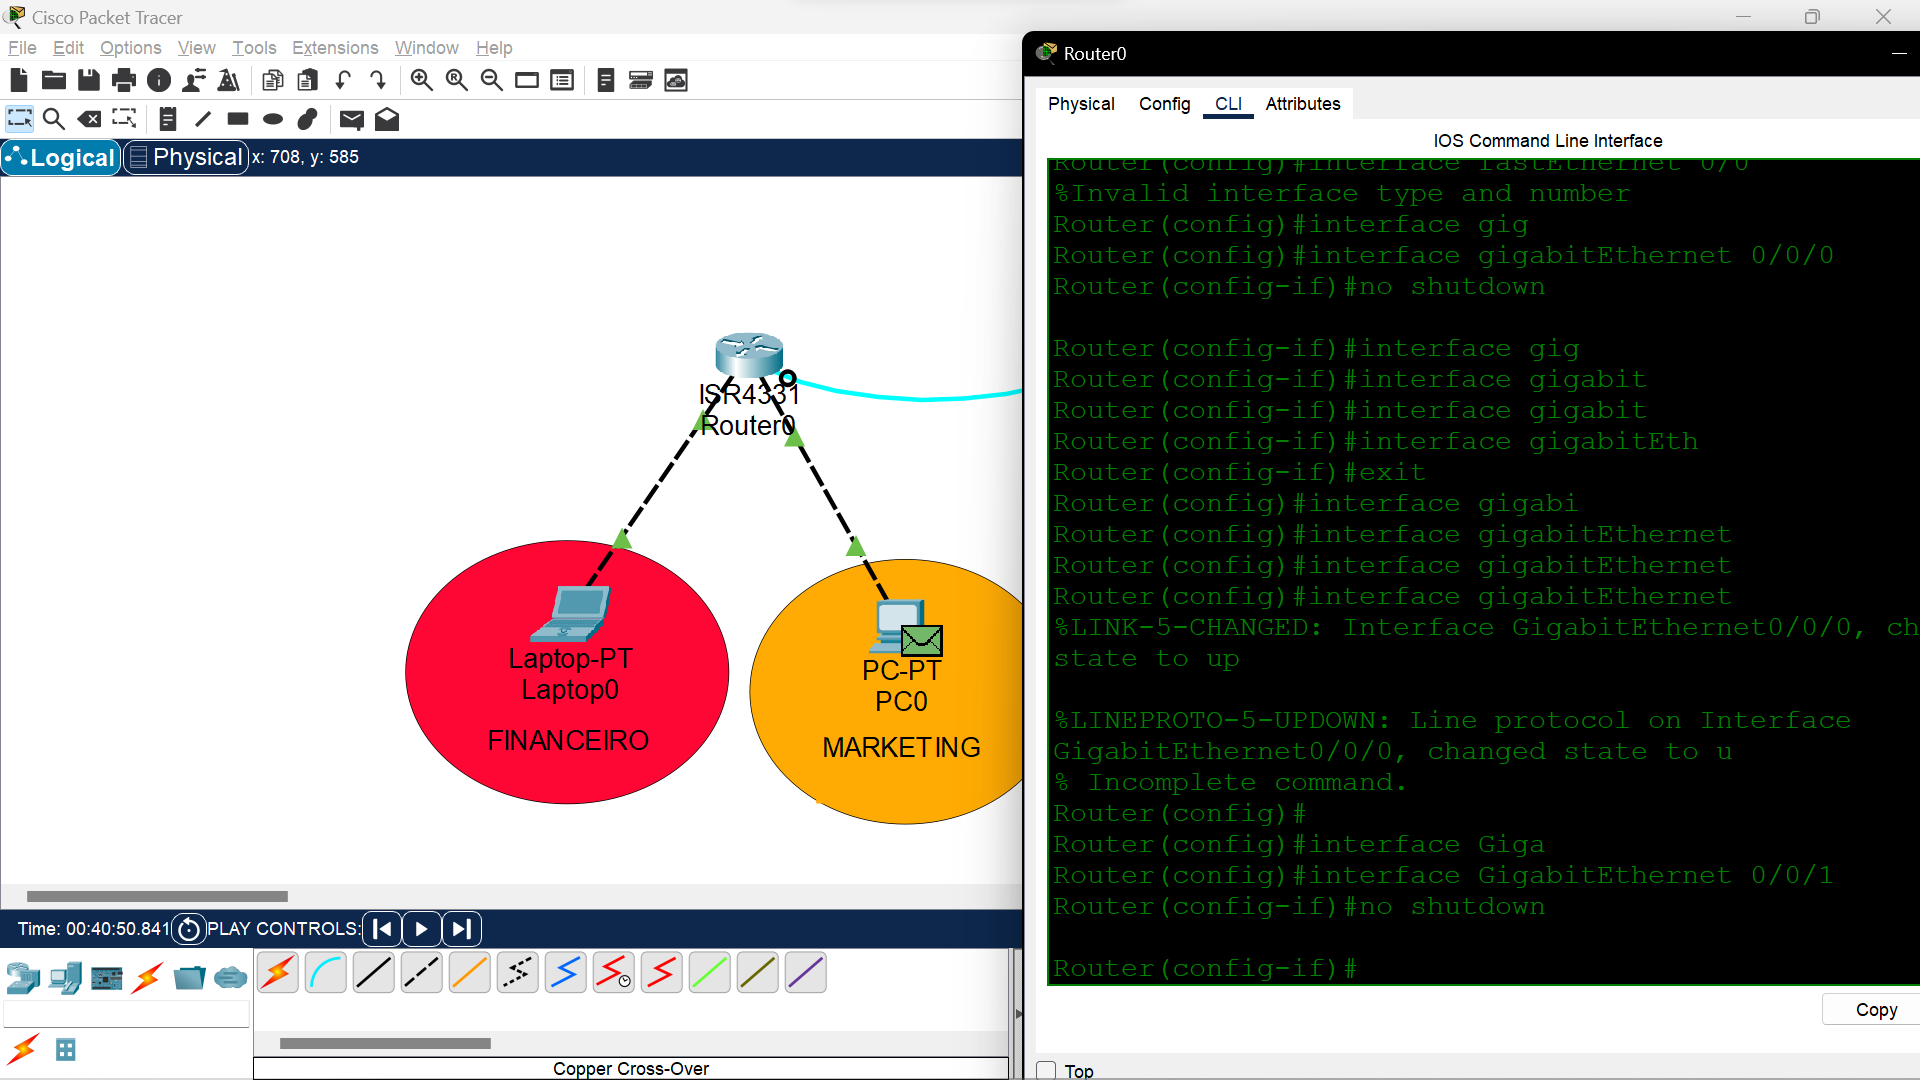 Cisco Packet Tracer
File Edit Options View Tools Extensions Window Help
Logical Physical x: 708, y: 585
ISR4331
Router0
Laptop-PT
Laptop0
FINANCEIRO
PC-PT
PC0
MARKETING
Time: 00:40:50.841 PLAY CONTROLS:
Copper Cross-Over
Router0
Physical Config CLI Attributes
IOS Command Line Interface
Router(config)#interface fastEthernet 0/0
%Invalid interface type and number
Router(config)#interface gig
Router(config)#interface gigabitEthernet 0/0/0
Router(config-if)#no shutdown
Router(config-if)#interface gig
Router(config-if)#interface gigabit
Router(config-if)#interface gigabit
Router(config-if)#interface gigabitEth
Router(config-if)#exit
Router(config)#interface gigabi
Router(config)#interface gigabitEthernet
Router(config)#interface gigabitEthernet
Router(config)#interface gigabitEthernet
%LINK-5-CHANGED: Interface GigabitEthernet0/0/0, ch
state to up
%LINEPROTO-5-UPDOWN: Line protocol on Interface
GigabitEthernet0/0/0, changed state to u
% Incomplete command.
Router(config)#
Router(config)#interface Giga
Router(config)#interface GigabitEthernet 0/0/1
Router(config-if)#no shutdown
Router(config-if)#
Copy
Top